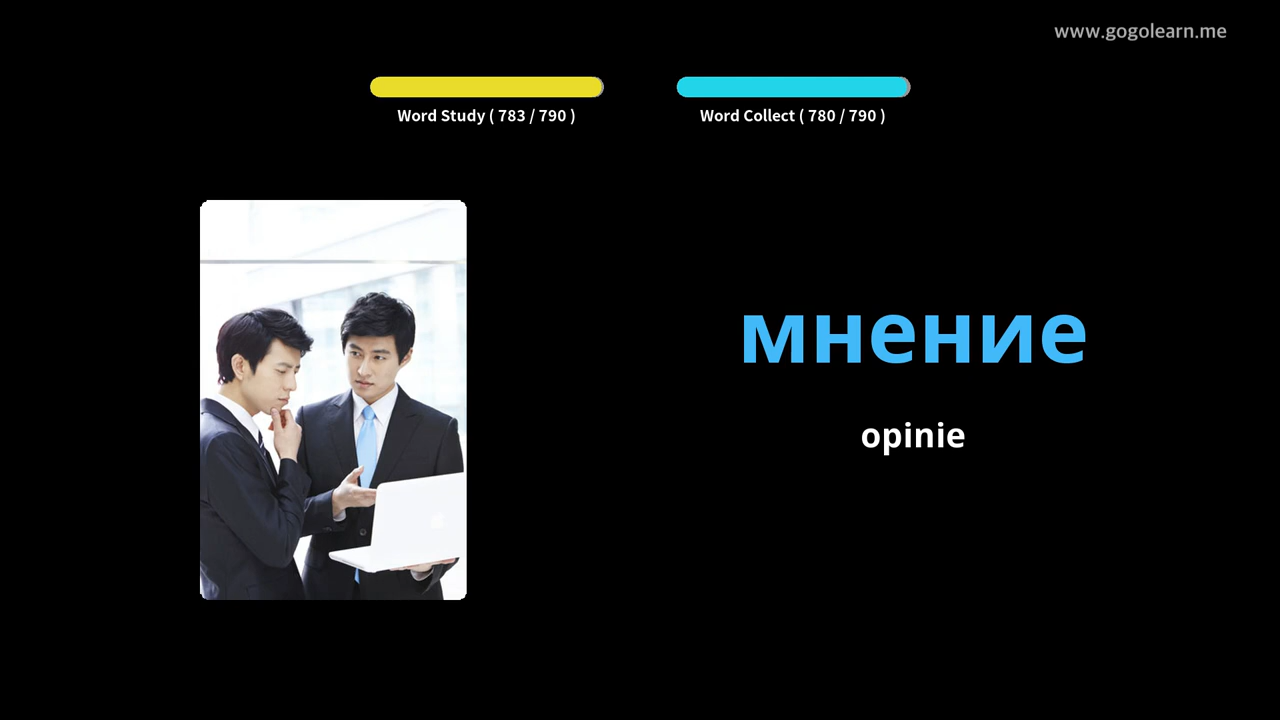 www.gogolearn.me
Word Study ( 783 / 790 )
Word Collect ( 780 / 790 )
мнение
opinie